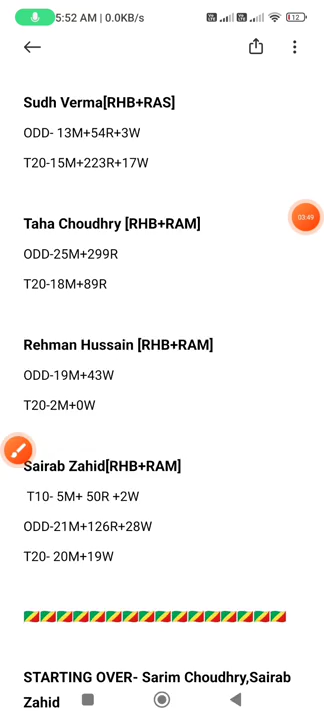 5:52 AM | 0.0KB/s
12
Sudh Verma[RHB+RAS]
ODD- 13M+54R+3W
T20-15M+223R+17W
03:49
Taha Choudhry [RHB+RAM]
ODD-25M+299R
T20-18M+89R
Rehman Hussain [RHB+RAM]
ODD-19M+43W
T20-2M+0W
Sairab Zahid[RHB+RAM]
T10- 5M+ 50R +2W
ODD-21M+126R+28W
T20- 20M+19W
STARTING OVER- Sarim Choudhry,Sairab
Zahid